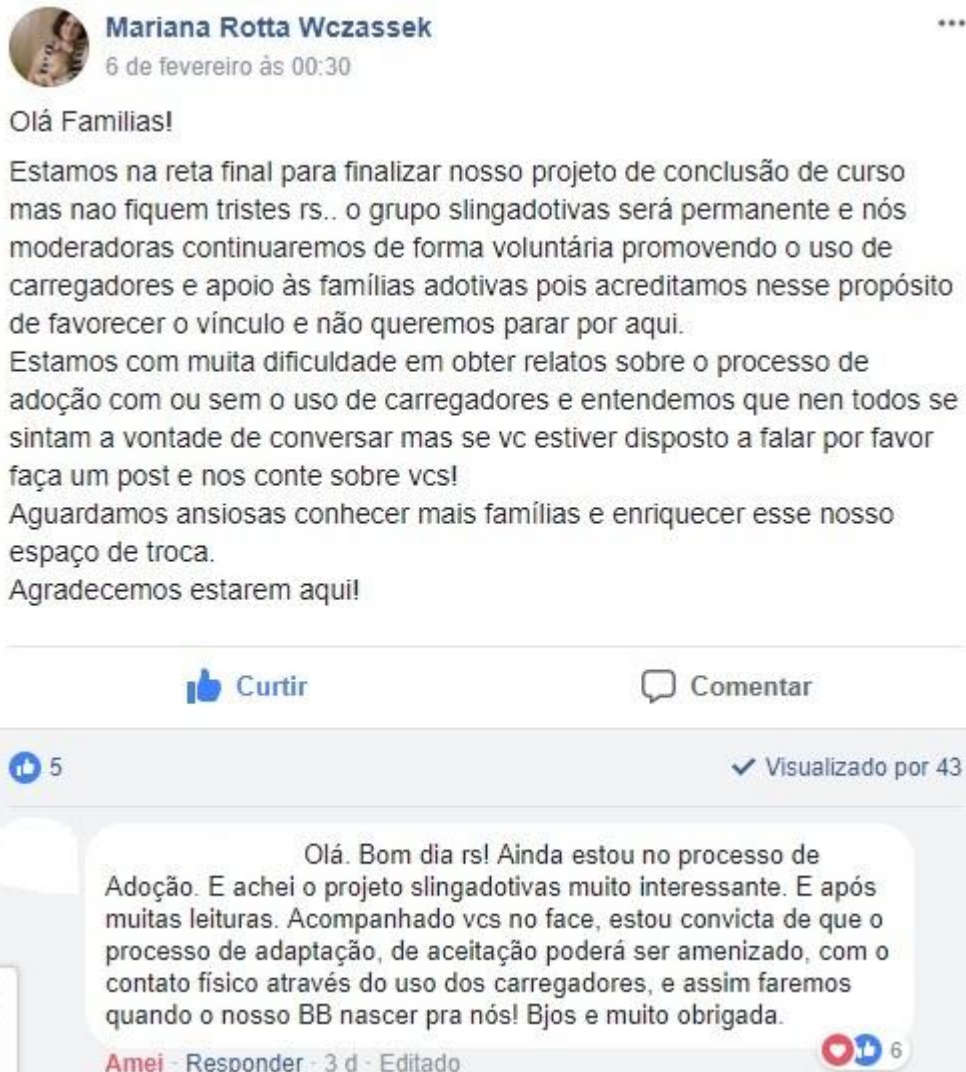 Mariana Rotta Wczassek
6 de fevereiro às 00:30
Olá Familias!
Estamos na reta final para finalizar nosso projeto de conclusão de curso
mas nao fiquem tristes rs.. o grupo slingadotivas será permanente e nós
moderadoras continuaremos de forma voluntária promovendo o uso de
carregadores e apoio às famílias adotivas pois acreditamos nesse propósito
de favorecer o vínculo e não queremos parar por aqui.
Estamos com muita dificuldade em obter relatos sobre o processo de
adoção com ou sem o uso de carregadores e entendemos que nen todos se
sintam a vontade de conversar mas se vc estiver disposto a falar por favor
faça um post e nos conte sobre vcs!
Aguardamos ansiosas conhecer mais famílias e enriquecer esse nosso
espaço de troca.
Agradecemos estarem aqui!
Curtir Comentar
5 Visualizado por 43
Olá. Bom dia rs! Ainda estou no processo de
Adoção. E achei o projeto slingadotivas muito interessante. E após
muitas leituras. Acompanhado vcs no face, estou convicta de que o
processo de adaptação, de aceitação poderá ser amenizado, com o
contato físico através do uso dos carregadores, e assim faremos
quando o nosso BB nascer pra nós! Bjos e muito obrigada.
6
Amei · Responder · 3 d · Editado